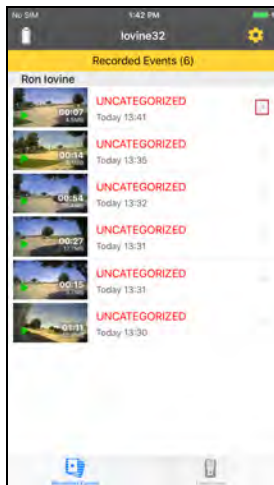 No SIM 1:42 PM
Iovine32
Recorded Events (6)
Ron Iovine
00:07
UNCATEGORIZED
Today 13:41
00:14
UNCATEGORIZED
Today 13:35
00:54
UNCATEGORIZED
Today 13:32
00:27
UNCATEGORIZED
Today 13:31
00:15
UNCATEGORIZED
Today 13:31
01:11
UNCATEGORIZED
Today 13:30
Recorded Events